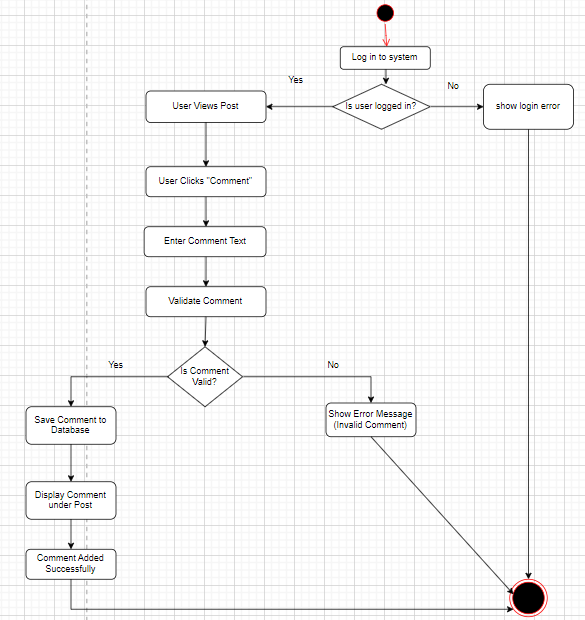 Log in to system
Yes
No
User Views Post
Is user logged in?
show login error
User Clicks "Comment"
Enter Comment Text
Validate Comment
Yes
Is Comment
Valid?
No
Save Comment to
Database
Show Error Message
(Invalid Comment)
Display Comment
under Post
Comment Added
Successfully